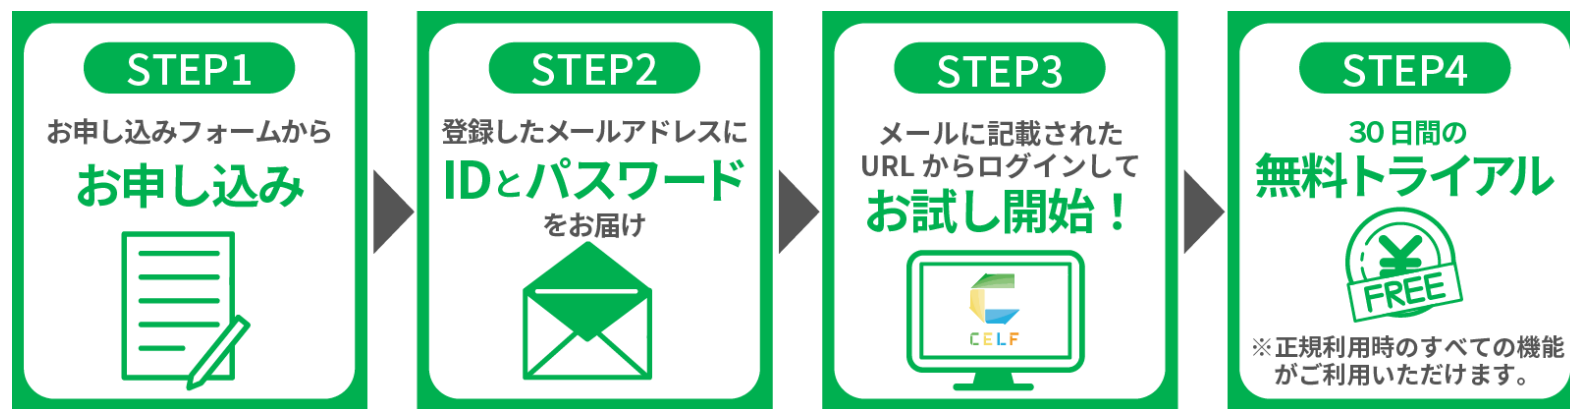 STEP1
お申し込みフォームから
お申し込み
STEP2
登録したメールアドレスに
IDとパスワード
をお届け
STEP3
メールに記載された
URLからログインして
お試し開始！
CELF
STEP4
30日間の
無料トライアル
¥
FREE
※正規利用時のすべての機能
がご利用いただけます。